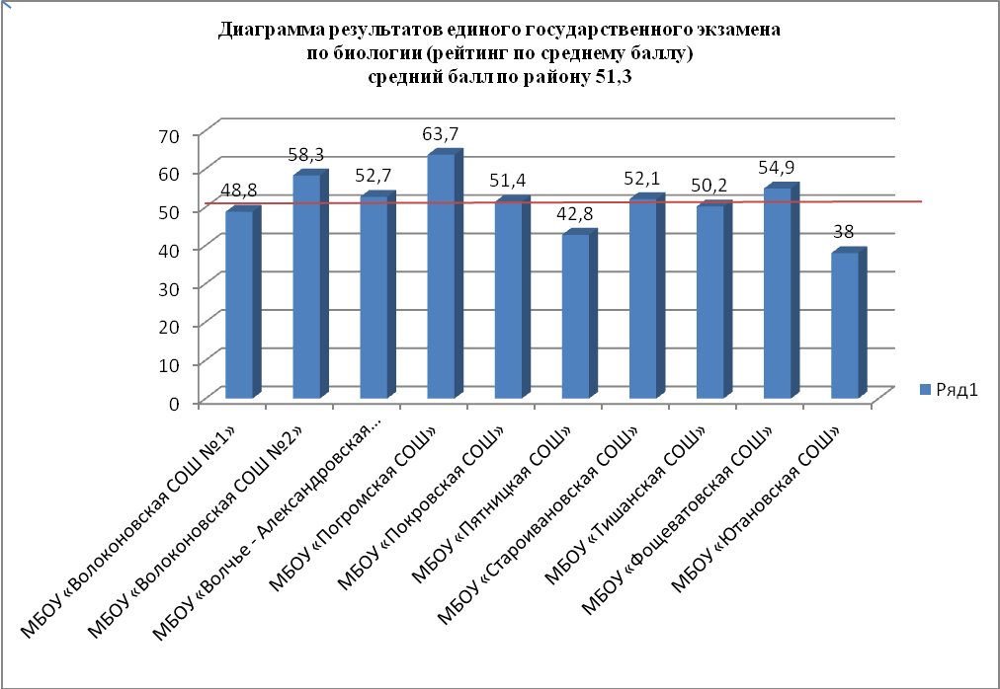 Диаграмма результатов единого государственного экзамена
по биологии (рейтинг по среднему баллу)
средний балл по району 51,3
70
60
50
40
30
20
10
0
48,8
58,3
52,7
63,7
51,4
42,8
52,1
50,2
54,9
38
МБОУ «Волоконовская СОШ №1»
МБОУ «Волоконовская СОШ №2»
МБОУ «Волчье - Александровская...
МБОУ «Погромская СОШ»
МБОУ «Покровская СОШ»
МБОУ «Пятницкая СОШ»
МБОУ «Староивановская СОШ»
МБОУ «Тишанская СОШ»
МБОУ «Фощеватовская СОШ»
МБОУ «Ютановская СОШ»
Ряд1